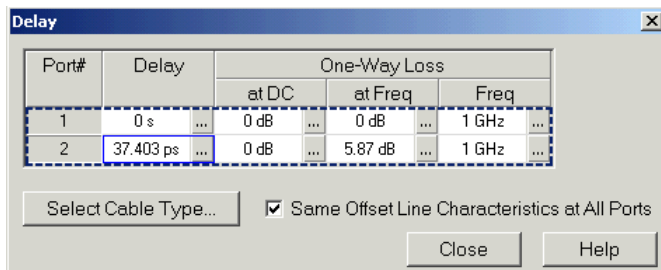 Delay
Port# Delay One-Way Loss
at DC at Freq Freq
1 0 s ... 0 dB ... 0 dB ... 1 GHz ...
2 37.403 ps ... 0 dB ... 5.87 dB ... 1 GHz ...
Select Cable Type... Same Offset Line Characteristics at All Ports
Close Help